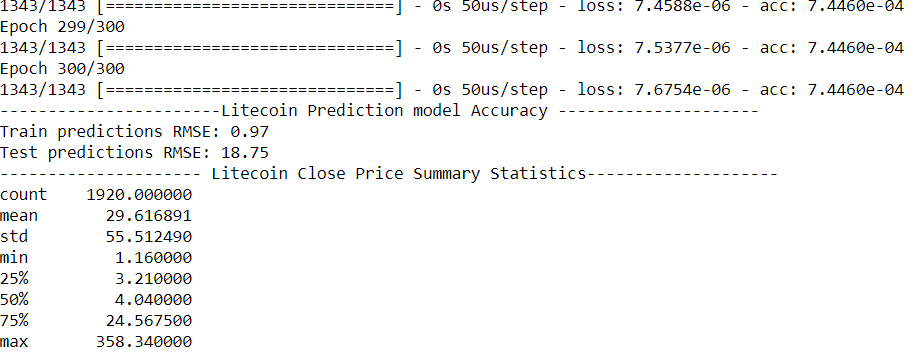 1343/1343 [==============================] - 0s 50us/step - loss: 7.4588e-06 - acc: 7.4460e-04
Epoch 299/300
1343/1343 [==============================] - 0s 50us/step - loss: 7.5377e-06 - acc: 7.4460e-04
Epoch 300/300
1343/1343 [==============================] - 0s 50us/step - loss: 7.6754e-06 - acc: 7.4460e-04
-----------------------Litecoin Prediction model Accuracy ---------------------
Train predictions RMSE: 0.97
Test predictions RMSE: 18.75
--------------------- Litecoin Close Price Summary Statistics--------------------
count    1920.000000
mean       29.616891
std        55.512490
min         1.160000
25%         3.210000
50%         4.040000
75%        24.567500
max       358.340000